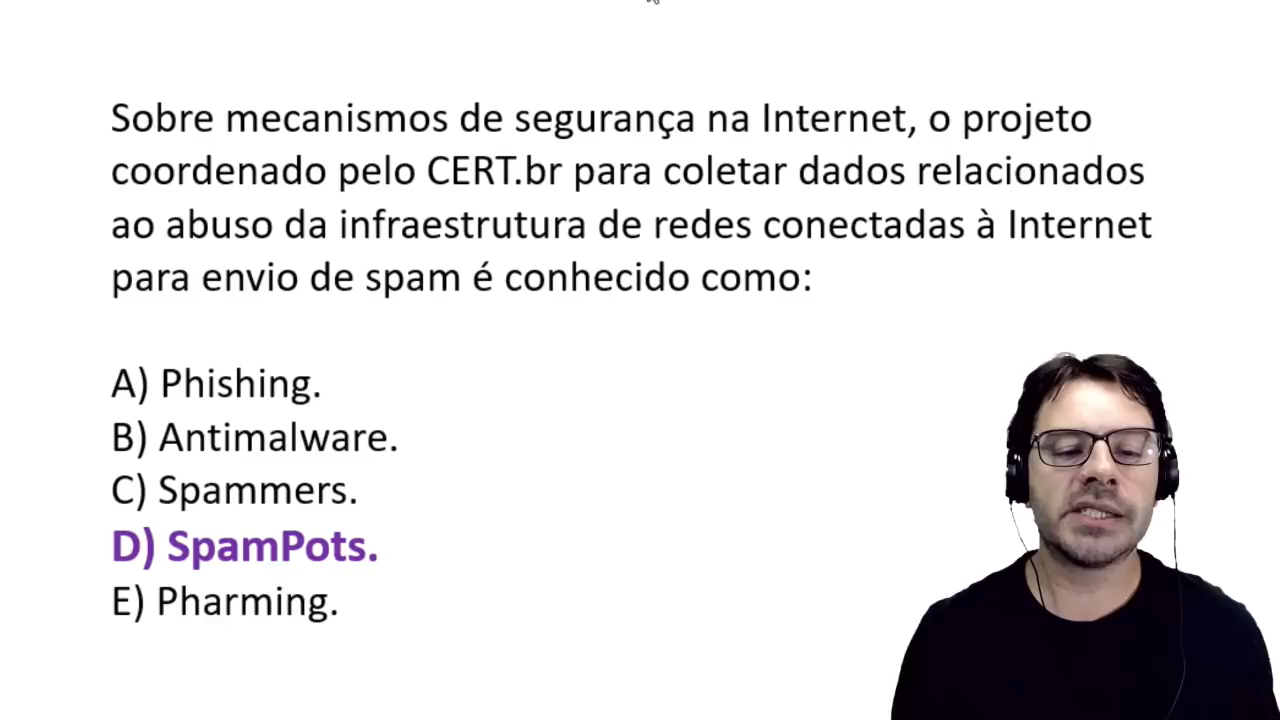 Sobre mecanismos de segurança na Internet, o projeto
coordenado pelo CERT.br para coletar dados relacionados
ao abuso da infraestrutura de redes conectadas à Internet
para envio de spam é conhecido como:
A) Phishing.
B) Antimalware.
C) Spammers.
D) SpamPots.
E) Pharming.